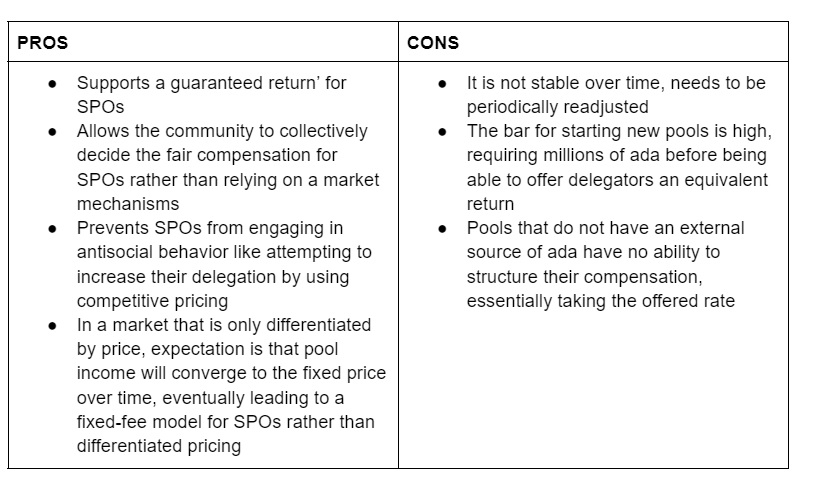 PROS
● Supports a guaranteed return’ for
SPOs
● Allows the community to collectively
decide the fair compensation for
SPOs rather than relying on a market
mechanisms
● Prevents SPOs from engaging in
antisocial behavior like attempting to
increase their delegation by using
competitive pricing
● In a market that is only differentiated
by price, expectation is that pool
income will converge to the fixed price
over time, eventually leading to a
fixed-fee model for SPOs rather than
differentiated pricing
CONS
● It is not stable over time, needs to be
periodically readjusted
● The bar for starting new pools is high,
requiring millions of ada before being
able to offer delegators an equivalent
return
● Pools that do not have an external
source of ada have no ability to
structure their compensation,
essentially taking the offered rate